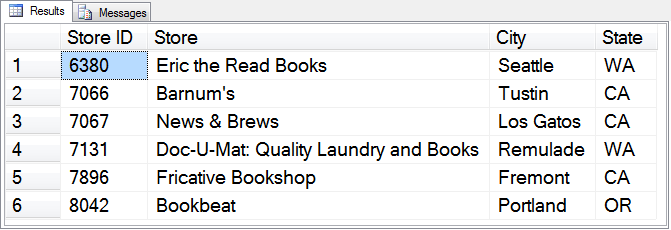 Results Messages
Store ID Store City State
1 6380 Eric the Read Books Seattle WA
2 7066 Barnum's Tustin CA
3 7067 News & Brews Los Gatos CA
4 7131 Doc-U-Mat: Quality Laundry and Books Remulade WA
5 7896 Fricative Bookshop Fremont CA
6 8042 Bookbeat Portland OR